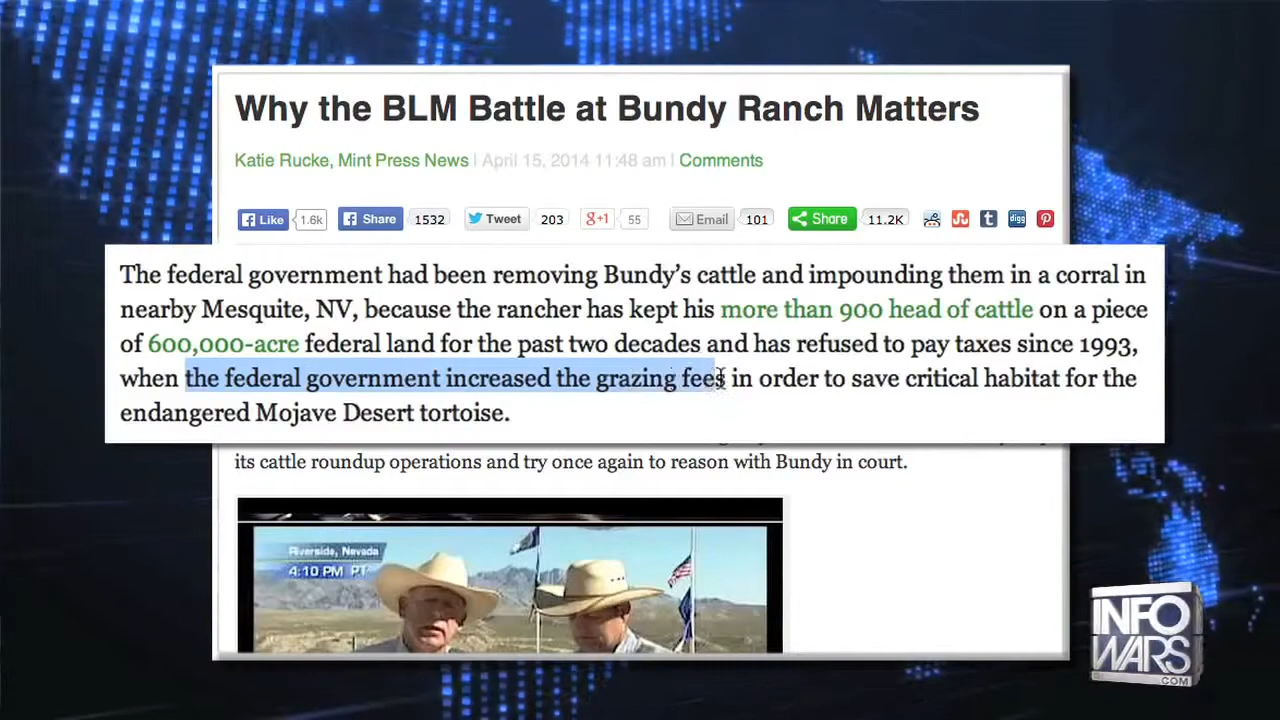 Why the BLM Battle at Bundy Ranch Matters
Katie Rucke, Mint Press News | April 15, 2014 11:48 am | Comments
Like 1.6k Share 1532 Tweet 203 g+1 55 Email 101 Share 11.2K digg
The federal government had been removing Bundy's cattle and impounding them in a corral in
nearby Mesquite, NV, because the rancher has kept his more than 900 head of cattle on a piece
of 600,000-acre federal land for the past two decades and has refused to pay taxes since 1993,
when the federal government increased the grazing fees in order to save critical habitat for the
endangered Mojave Desert tortoise.
its cattle roundup operations and try once again to reason with Bundy in court.
Riverside, Nevada
4:10 PM PT
INFO
WARS
.COM